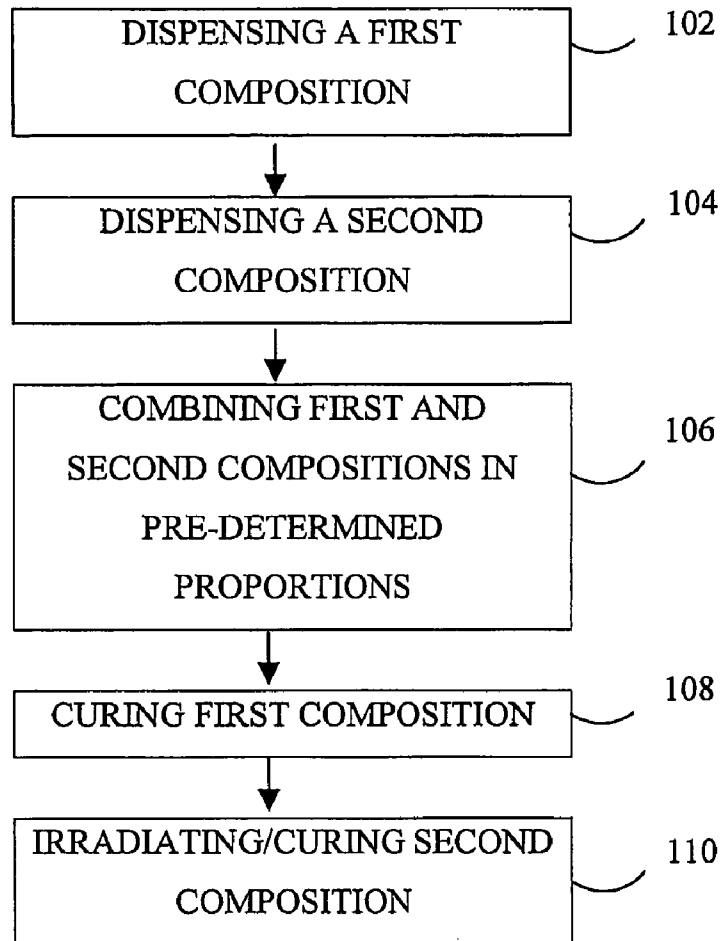 DISPENSING A FIRST
COMPOSITION
102
DISPENSING A SECOND
COMPOSITION
104
COMBINING FIRST AND
SECOND COMPOSITIONS IN
PRE-DETERMINED
PROPORTIONS
106
CURING FIRST COMPOSITION
108
IRRADIATING/CURING SECOND
COMPOSITION
110